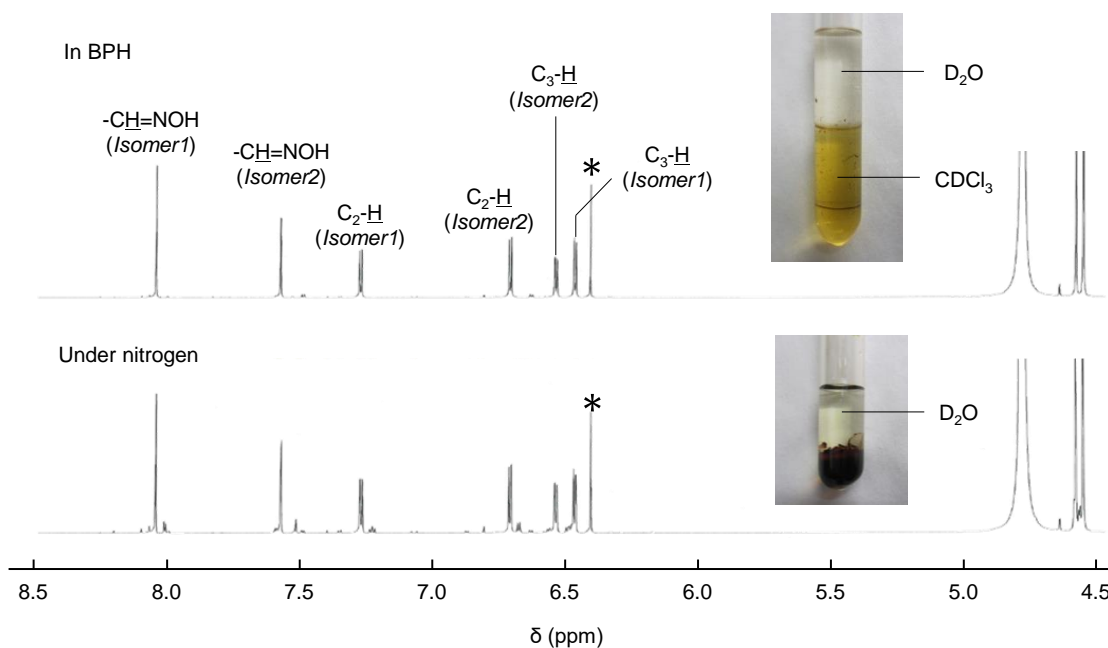 In BPH
-CH=NOH
(Isomer1)
-CH=NOH
(Isomer2)
C2-H
(Isomer1)
C2-H
(Isomer2)
C3-H
(Isomer2)
*
C3-H
(Isomer1)
D2O
CDCl3
Under nitrogen
*
D2O
8.5 8.0 7.5 7.0 6.5 6.0 5.5 5.0 4.5
δ (ppm)